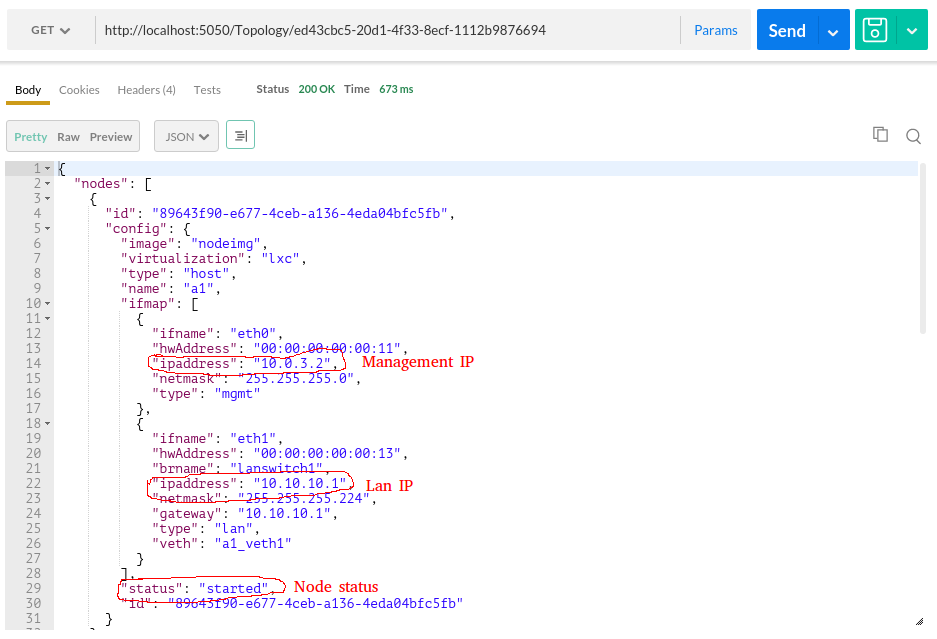 GET http://localhost:5050/Topology/ed43cbc5-20d1-4f33-8ecf-1112b9876694 Params Send
Body Cookies Headers (4) Tests Status 200 OK Time 673 ms
Pretty Raw Preview JSON
1 {
2 "nodes": [
3 {
4 "id": "89643f90-e677-4ceb-a136-4eda04bfc5fb",
5 "config": {
6 "image": "nodeimg",
7 "virtualization": "lxc",
8 "type": "host",
9 "name": "a1",
10 "ifmap": [
11 {
12 "ifname": "eth0",
13 "hwAddress": "00:00:00:00:00:11",
14 "ipaddress": "10.0.3.2", Management IP
15 "netmask": "255.255.255.0",
16 "type": "mgmt"
17 },
18 {
19 "ifname": "eth1",
20 "hwAddress": "00:00:00:00:00:13",
21 "brname": "lanswitch1",
22 "ipaddress": "10.10.10.1", Lan IP
23 "netmask": "255.255.255.224",
24 "gateway": "10.10.10.1",
25 "type": "lan",
26 "veth": "a1_veth1"
27 }
28 ],
29 "status": "started", Node status
30 "id": "89643f90-e677-4ceb-a136-4eda04bfc5fb"
31 }